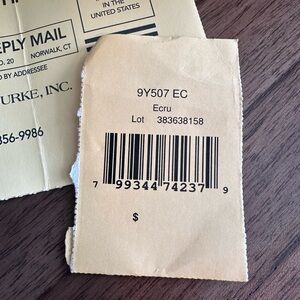 IN THE
UNITED STATES
EPLY MAIL
NORWALK, CT
BY ADDRESSEE
URKE, INC.
856-9986
9Y507 EC
Ecru
Lot 383638158
7 99344 74237 9
$